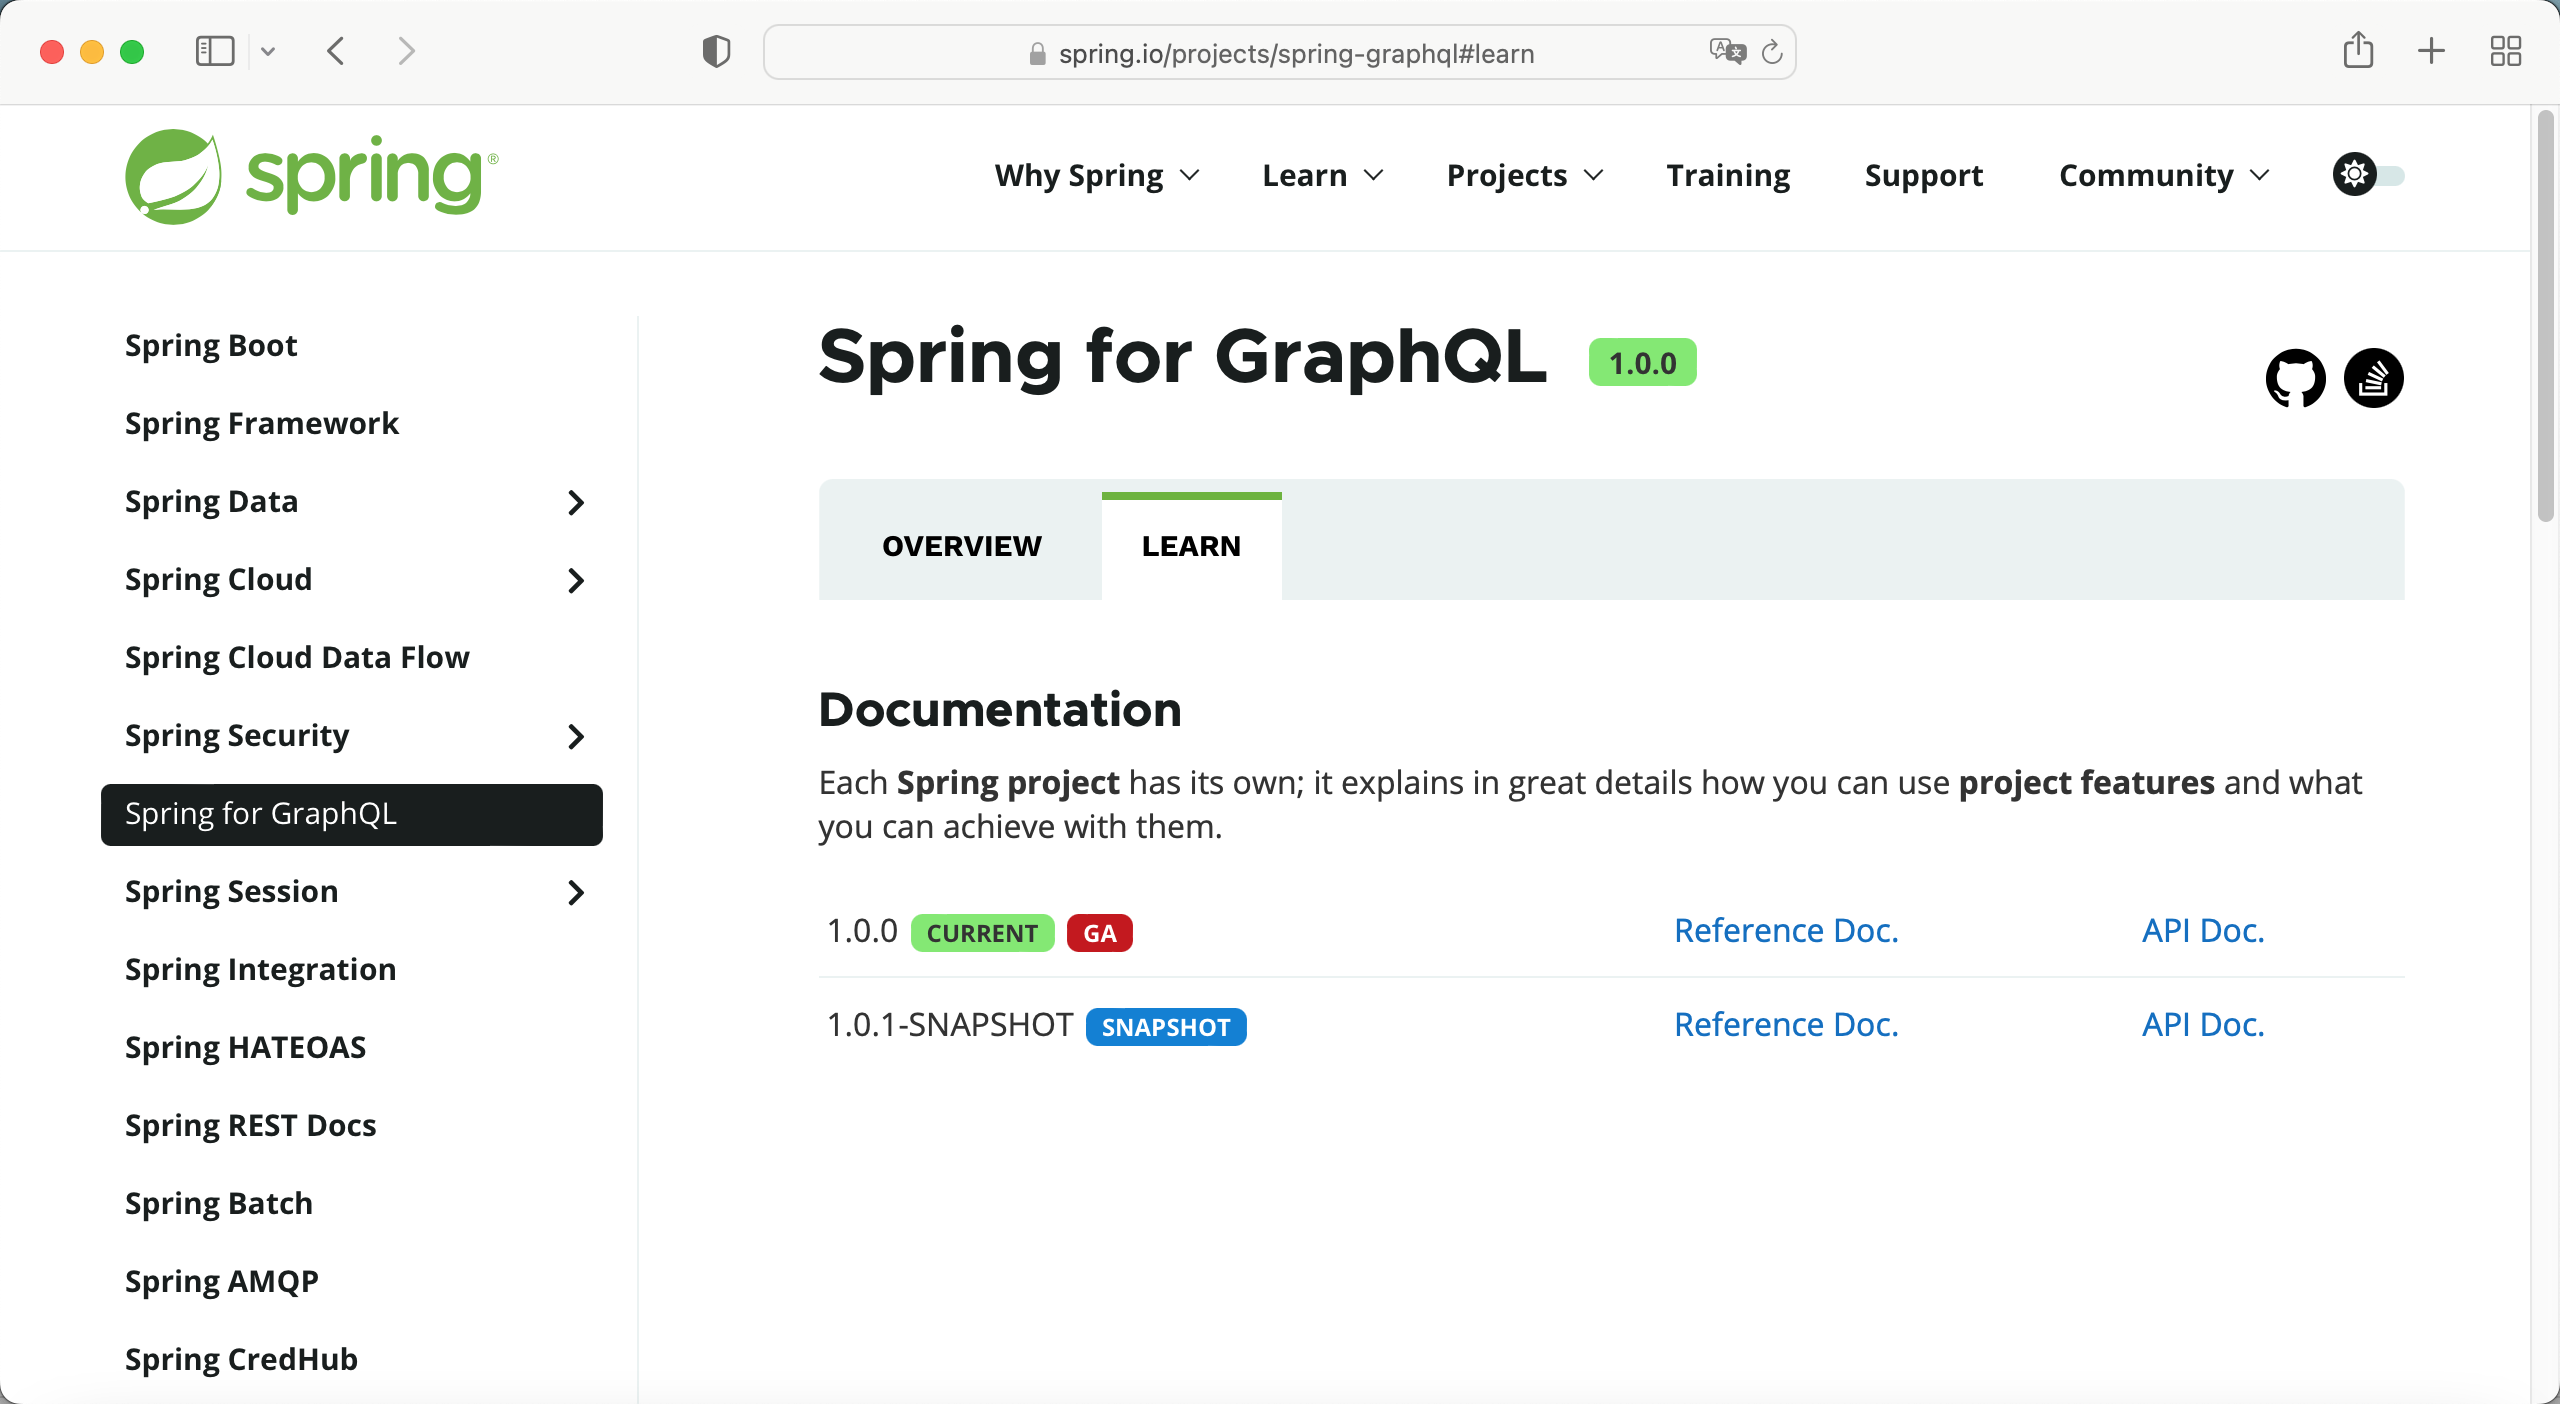 spring.io/projects/spring-graphql#learn
spring®
Why Spring
Learn
Projects
Training
Support
Community
Spring Boot
Spring Framework
Spring Data
Spring Cloud
Spring Cloud Data Flow
Spring Security
Spring for GraphQL
Spring Session
Spring Integration
Spring HATEOAS
Spring REST Docs
Spring Batch
Spring AMQP
Spring CredHub
Spring for GraphQL 1.0.0
OVERVIEW
LEARN
Documentation
Each Spring project has its own; it explains in great details how you can use project features and what
you can achieve with them.
1.0.0 CURRENT GA Reference Doc. API Doc.
1.0.1-SNAPSHOT SNAPSHOT Reference Doc. API Doc.